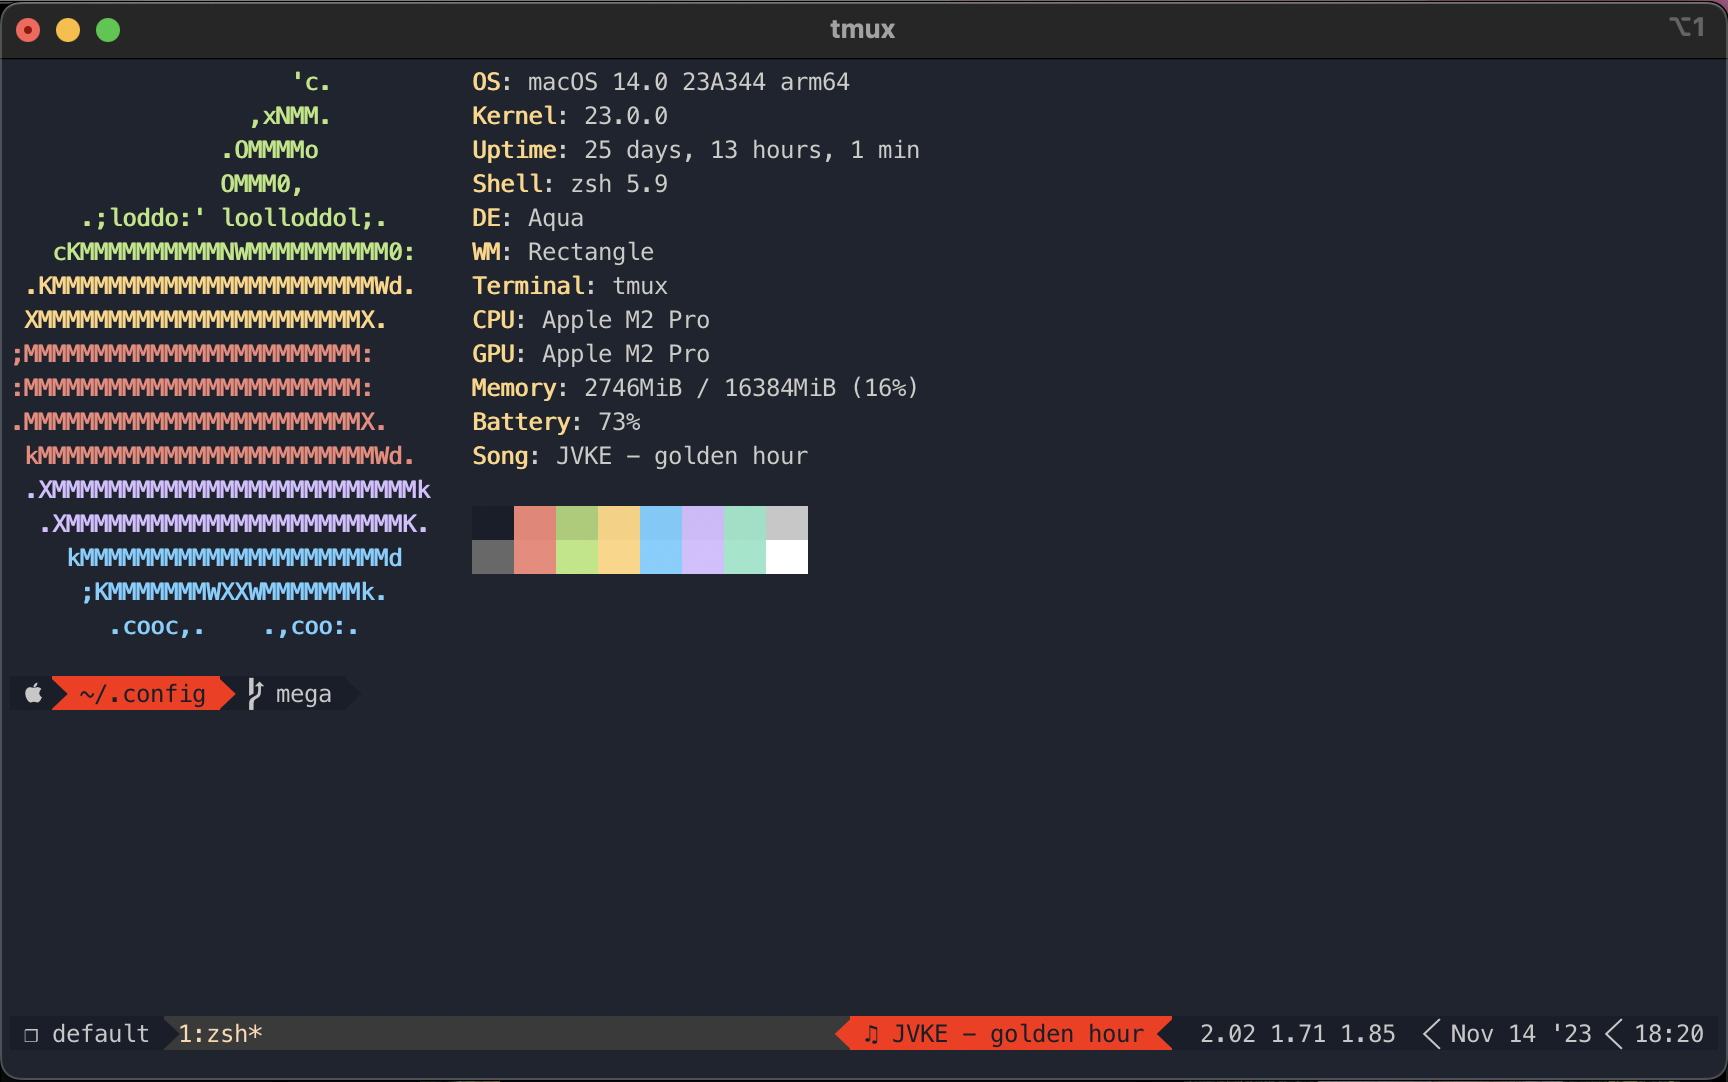 tmux
⌥1
'c.
,xNMM.
.OMMMMo
OMMM0,
.;loddo:' loolloddol;.
cKMMMMMMMMMMNWMMMMMMMMMM0:
.KMMMMMMMMMMMMMMMMMMMMMMMWd.
XMMMMMMMMMMMMMMMMMMMMMMMX.
;MMMMMMMMMMMMMMMMMMMMMMMM:
:MMMMMMMMMMMMMMMMMMMMMMMM:
.MMMMMMMMMMMMMMMMMMMMMMMMX.
kMMMMMMMMMMMMMMMMMMMMMMMMWd.
.XMMMMMMMMMMMMMMMMMMMMMMMMMMk
.XMMMMMMMMMMMMMMMMMMMMMMMMK.
kMMMMMMMMMMMMMMMMMMMMMMd
;KMMMMMMMWXXWMMMMMMMk.
.cooc,.    .,coo:.
OS: macOS 14.0 23A344 arm64
Kernel: 23.0.0
Uptime: 25 days, 13 hours, 1 min
Shell: zsh 5.9
DE: Aqua
WM: Rectangle
Terminal: tmux
CPU: Apple M2 Pro
GPU: Apple M2 Pro
Memory: 2746MiB / 16384MiB (16%)
Battery: 73%
Song: JVKE – golden hour
~/.config mega
❐ default 1:zsh* ♫ JVKE – golden hour 2.02 1.71 1.85 Nov 14 '23 18:20